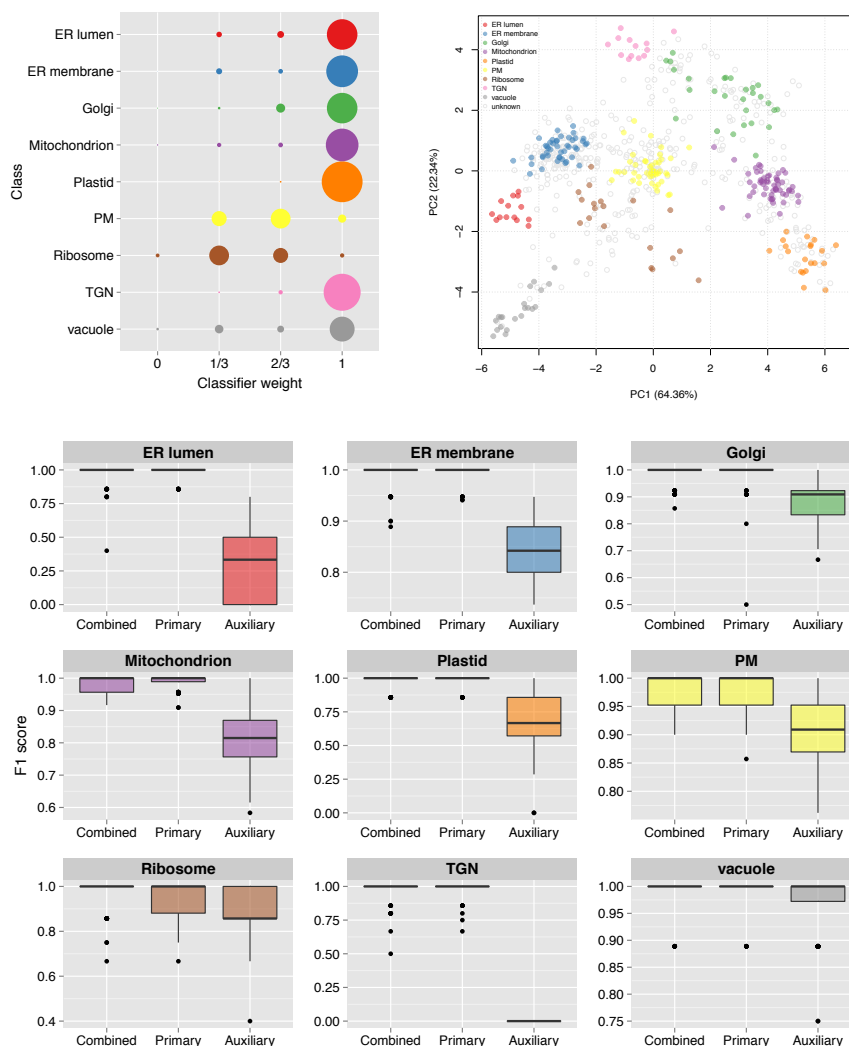 Class
ER lumen
ER membrane
Golgi
Mitochondrion
Plastid
PM
Ribosome
TGN
vacuole
0 1/3 2/3 1
Classifier weight
ER lumen
ER membrane
Golgi
Mitochondrion
Plastid
PM
Ribosome
TGN
vacuole
unknown
PC2 (22.34%)
4
2
0
−2
−4
−6 −4 −2 0 2 4 6
PC1 (64.36%)
F1 score
ER lumen
1.00
0.75
0.50
0.25
0.00
Combined Primary Auxiliary
ER membrane
1.00
0.9
0.8
Combined Primary Auxiliary
Golgi
1.0
0.9
0.8
0.7
0.6
0.5
Combined Primary Auxiliary
Mitochondrion
1.0
0.9
0.8
0.7
0.6
Combined Primary Auxiliary
Plastid
1.00
0.75
0.50
0.25
0.00
Combined Primary Auxiliary
PM
1.00
0.95
0.90
0.85
0.80
Combined Primary Auxiliary
Ribosome
1.0
0.8
0.6
0.4
Combined Primary Auxiliary
TGN
1.00
0.75
0.50
0.25
0.00
Combined Primary Auxiliary
vacuole
1.00
0.95
0.90
0.85
0.80
0.75
Combined Primary Auxiliary